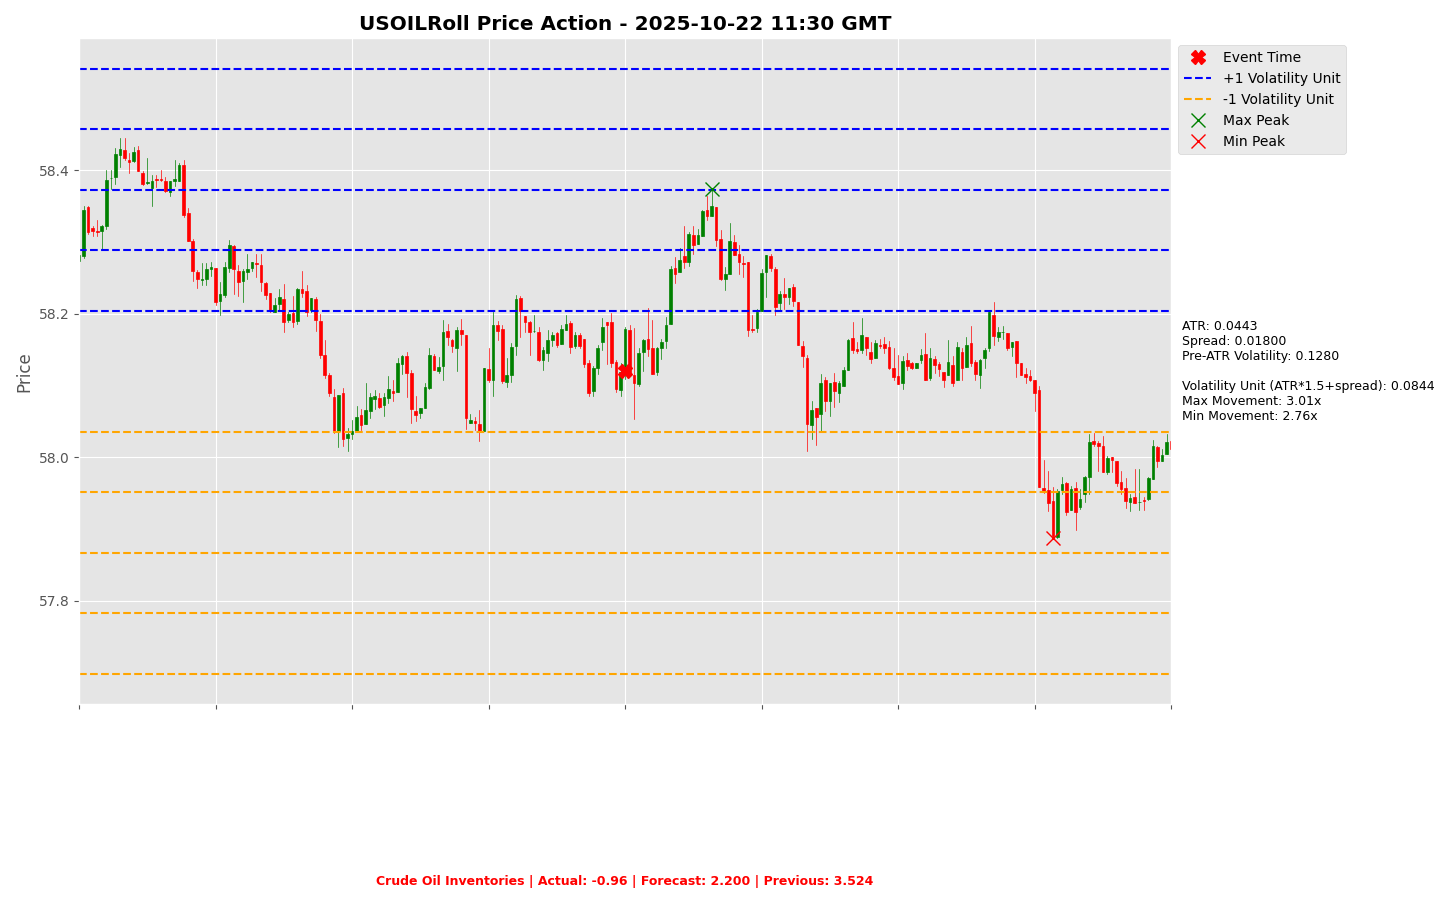 USOILRoll Price Action - 2025-10-22 11:30 GMT
Event Time
+1 Volatility Unit
-1 Volatility Unit
Max Peak
Min Peak
58.4
58.2
58.0
57.8
Price
ATR: 0.0443
Spread: 0.01800
Pre-ATR Volatility: 0.1280
Volatility Unit (ATR*1.5+spread): 0.0844
Max Movement: 3.01x
Min Movement: 2.76x
Crude Oil Inventories | Actual: -0.96 | Forecast: 2.200 | Previous: 3.524